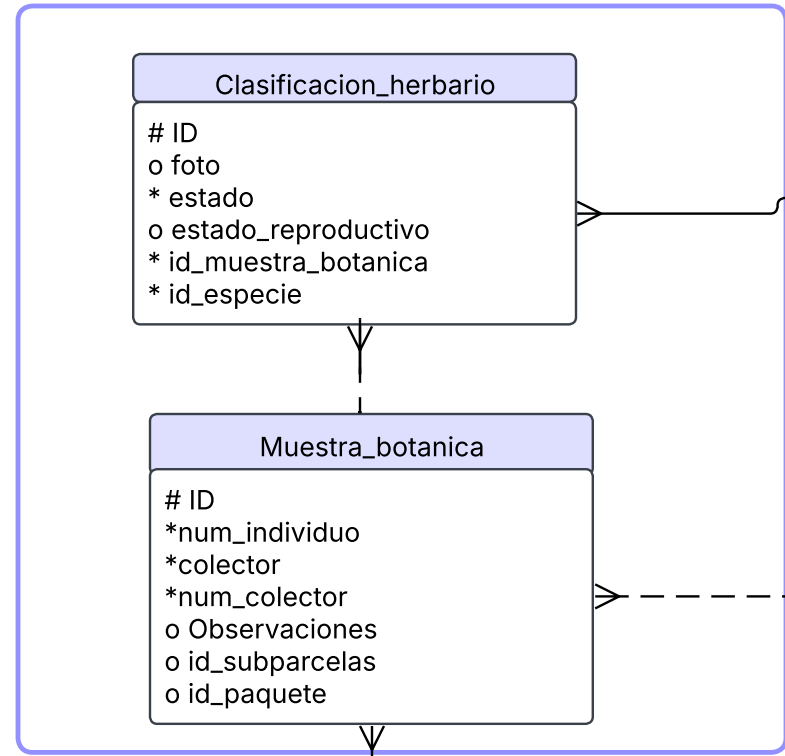 Clasificacion_herbario
# ID
o foto
* estado
o estado_reproductivo
* id_muestra_botanica
* id_especie
Muestra_botanica
# ID
*num_individuo
*colector
*num_colector
o Observaciones
o id_subparcelas
o id_paquete